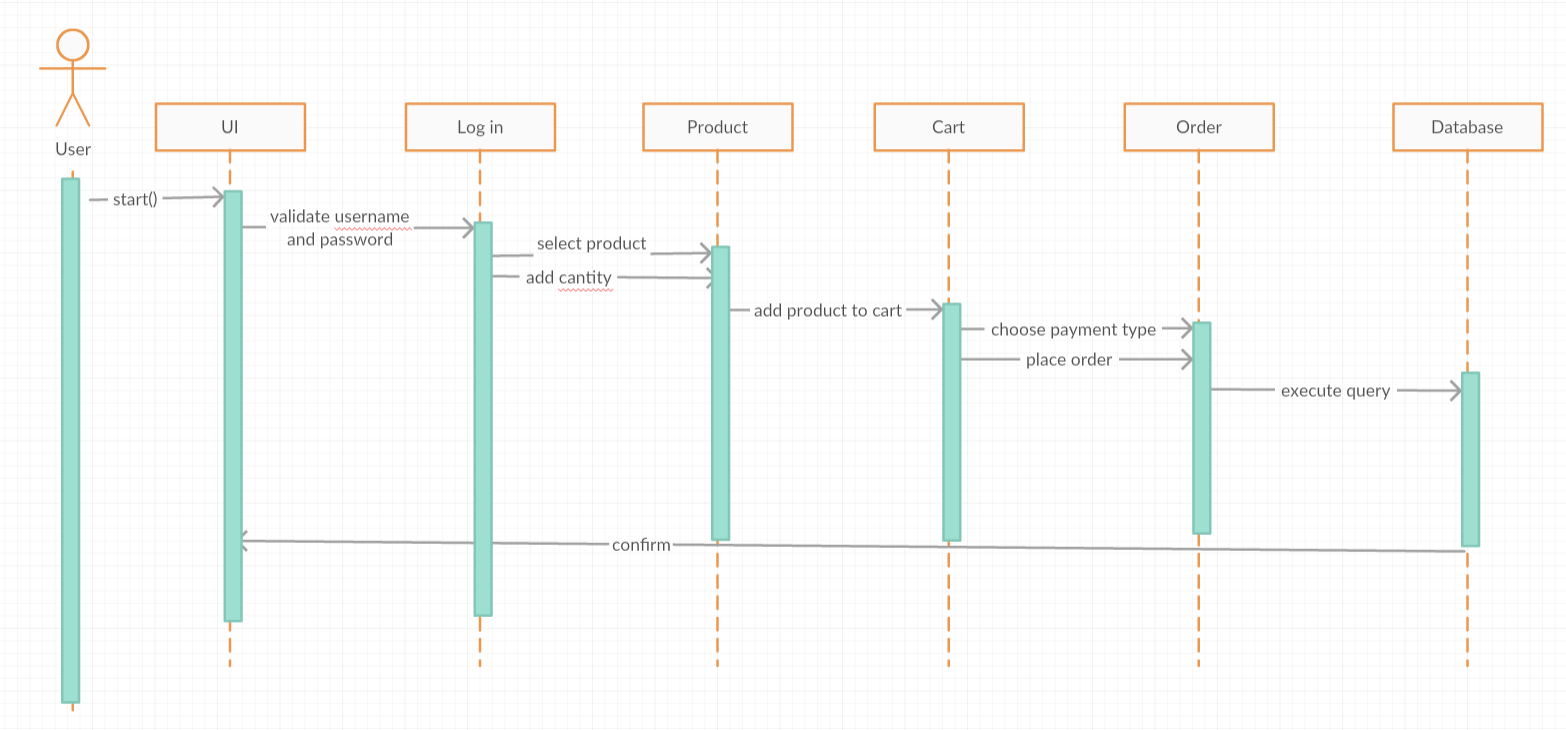 User
UI
Log in
Product
Cart
Order
Database
start()
validate username
and password
select product
add cantity
add product to cart
choose payment type
place order
execute query
confirm